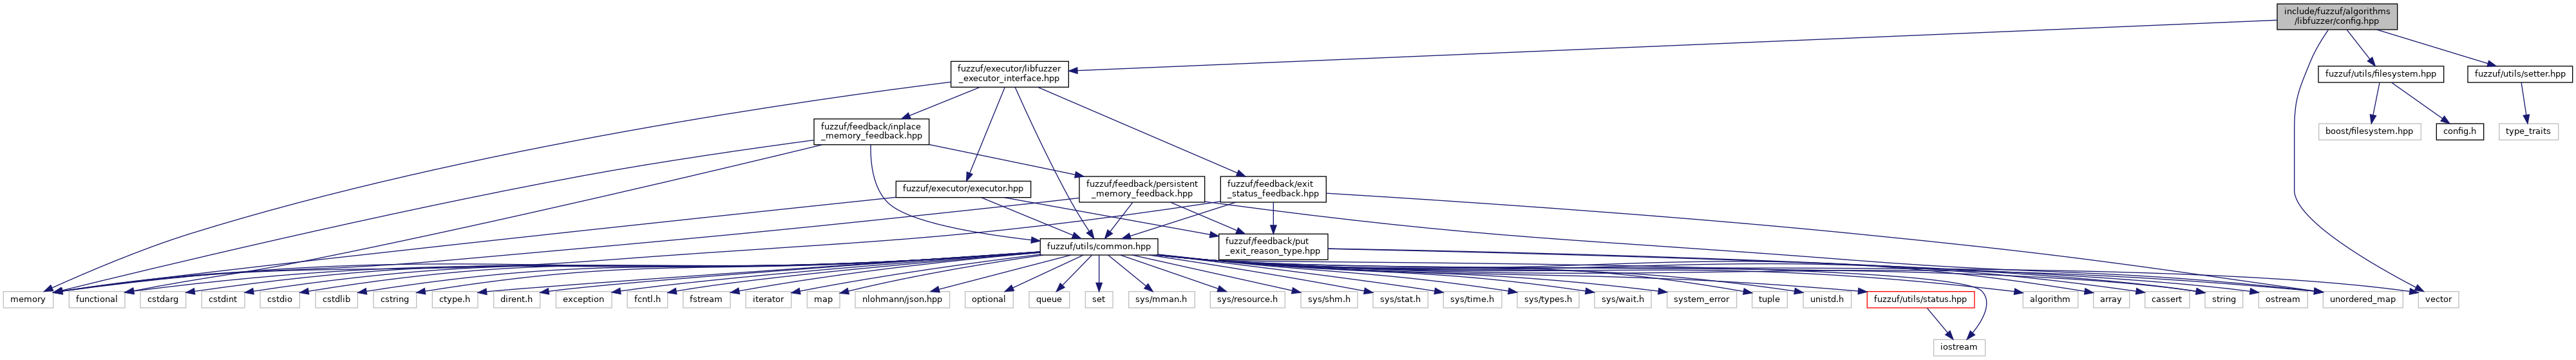 include/fuzzuf/algorithms
/libfuzzer/config.hpp
fuzzuf/executor/libfuzzer
_executor_interface.hpp
fuzzuf/utils/filesystem.hpp
fuzzuf/utils/setter.hpp
fuzzuf/feedback/inplace
_memory_feedback.hpp
boost/filesystem.hpp
config.h
type_traits
fuzzuf/executor/executor.hpp
fuzzuf/feedback/persistent
_memory_feedback.hpp
fuzzuf/feedback/exit
_status_feedback.hpp
fuzzuf/utils/common.hpp
fuzzuf/feedback/put
_exit_reason_type.hpp
memory
functional
cstdarg
cstdint
cstdio
cstdlib
cstring
ctype.h
dirent.h
exception
fcntl.h
fstream
iterator
map
nlohmann/json.hpp
optional
queue
set
sys/mman.h
sys/resource.h
sys/shm.h
sys/stat.h
sys/time.h
sys/types.h
sys/wait.h
system_error
tuple
unistd.h
fuzzuf/utils/status.hpp
algorithm
array
cassert
string
ostream
unordered_map
vector
iostream